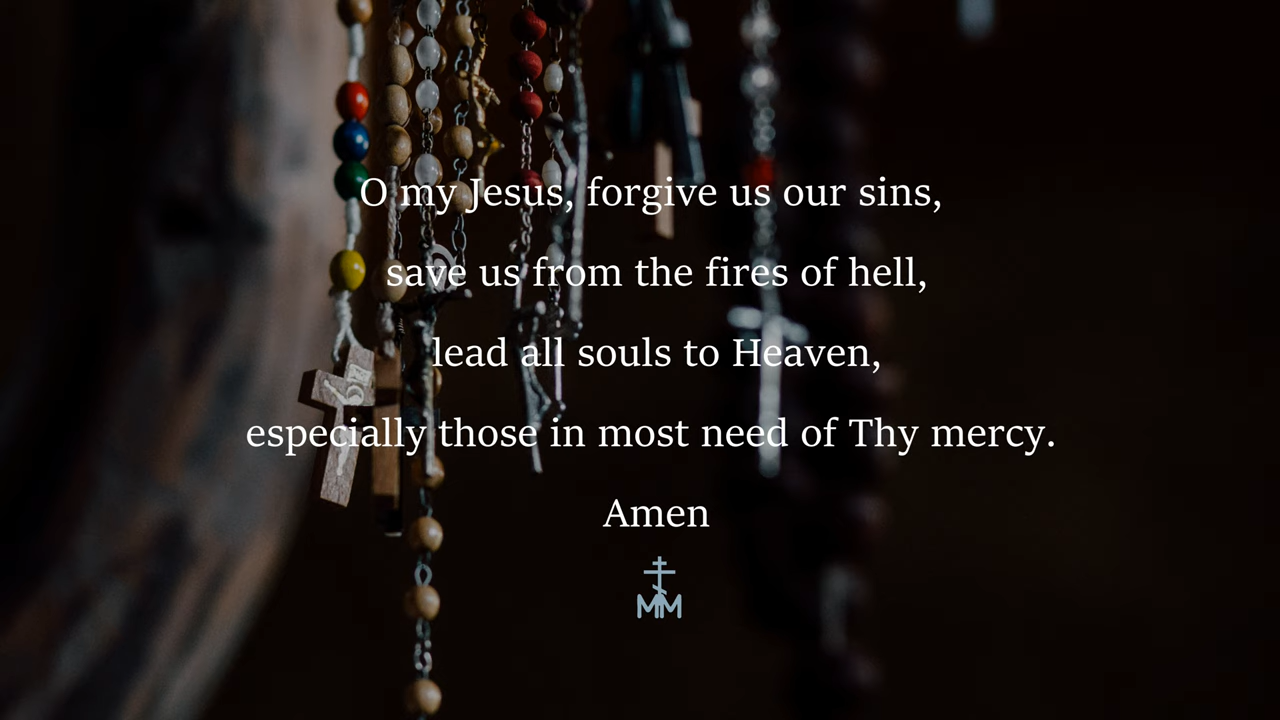 O my Jesus, forgive us our sins,
save us from the fires of hell,
lead all souls to Heaven,
especially those in most need of Thy mercy.
Amen
MM